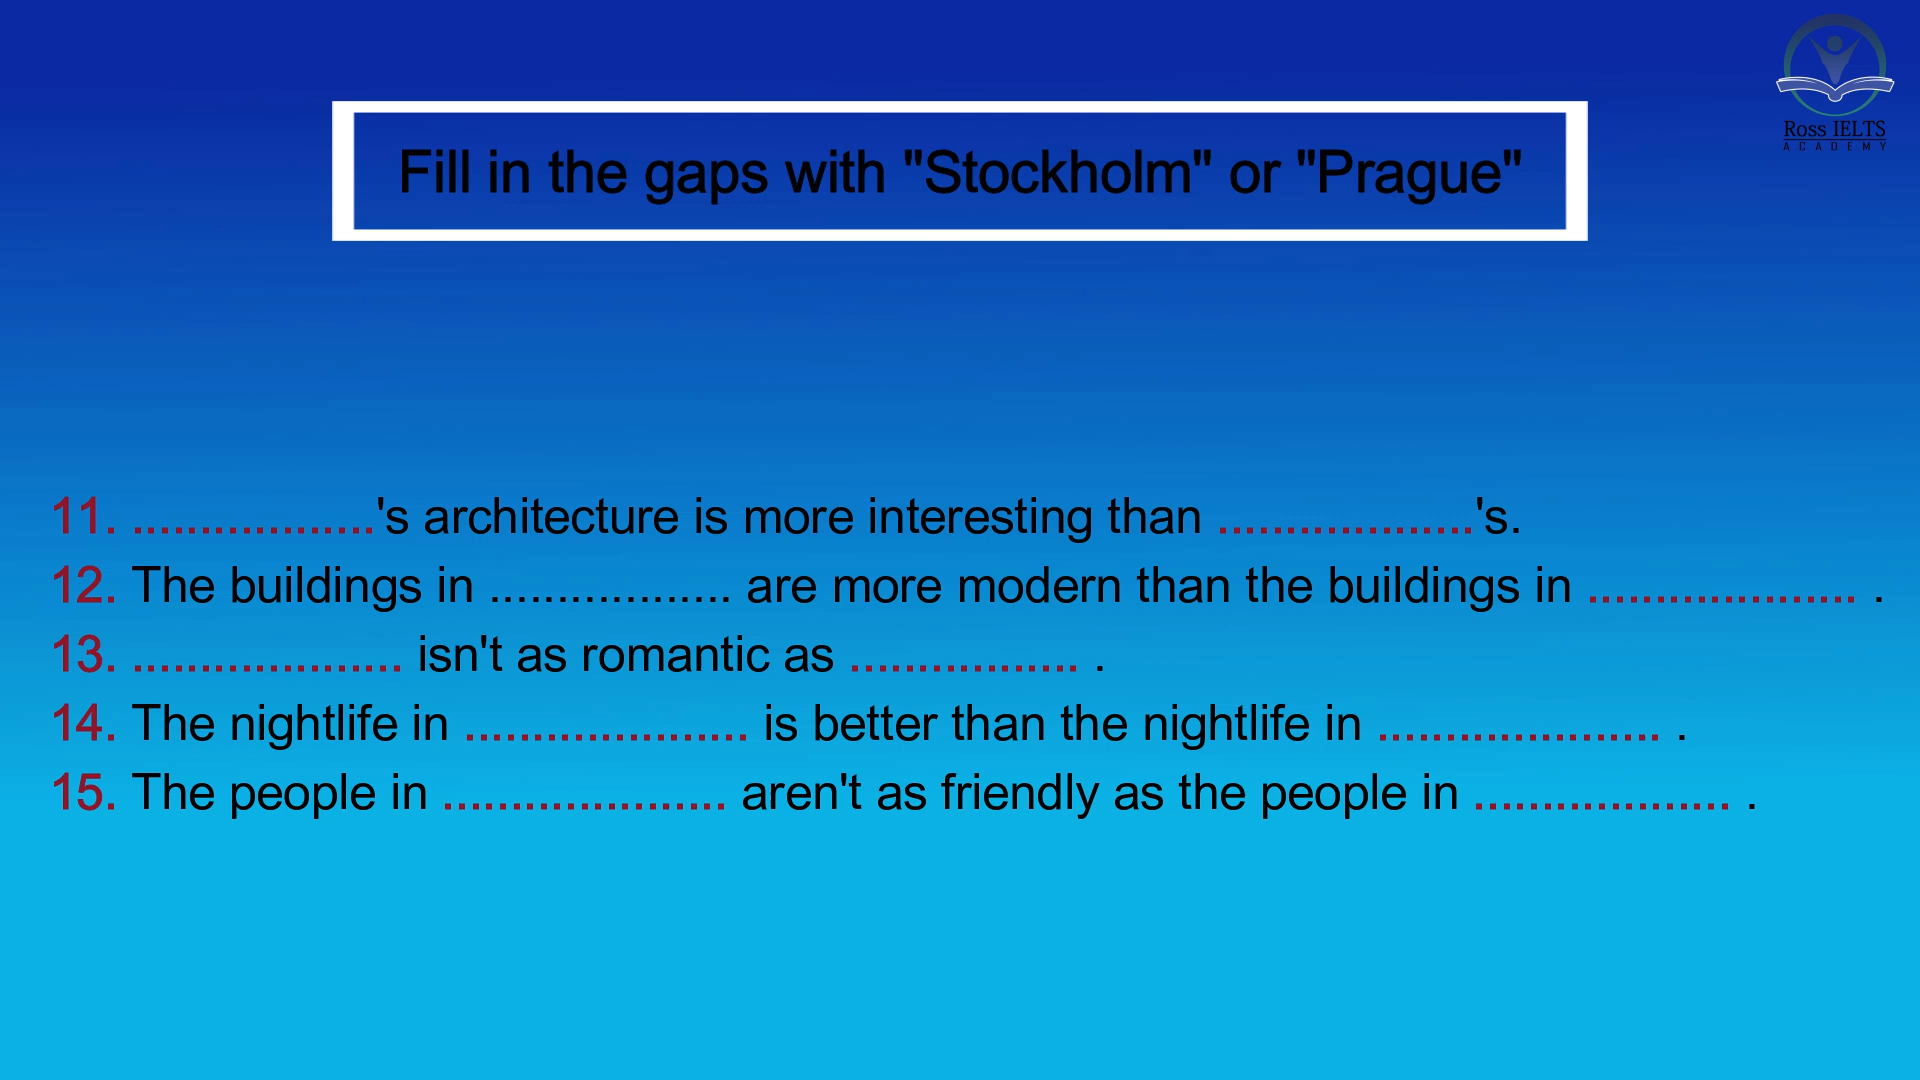 Ross IELTS
ACADEMY
Fill in the gaps with "Stockholm" or "Prague"
11. ..................'s architecture is more interesting than ...................'s.
12. The buildings in .................. are more modern than the buildings in .................... .
13. .................... isn't as romantic as ................. .
14. The nightlife in ..................... is better than the nightlife in ..................... .
15. The people in ..................... aren't as friendly as the people in ................... .